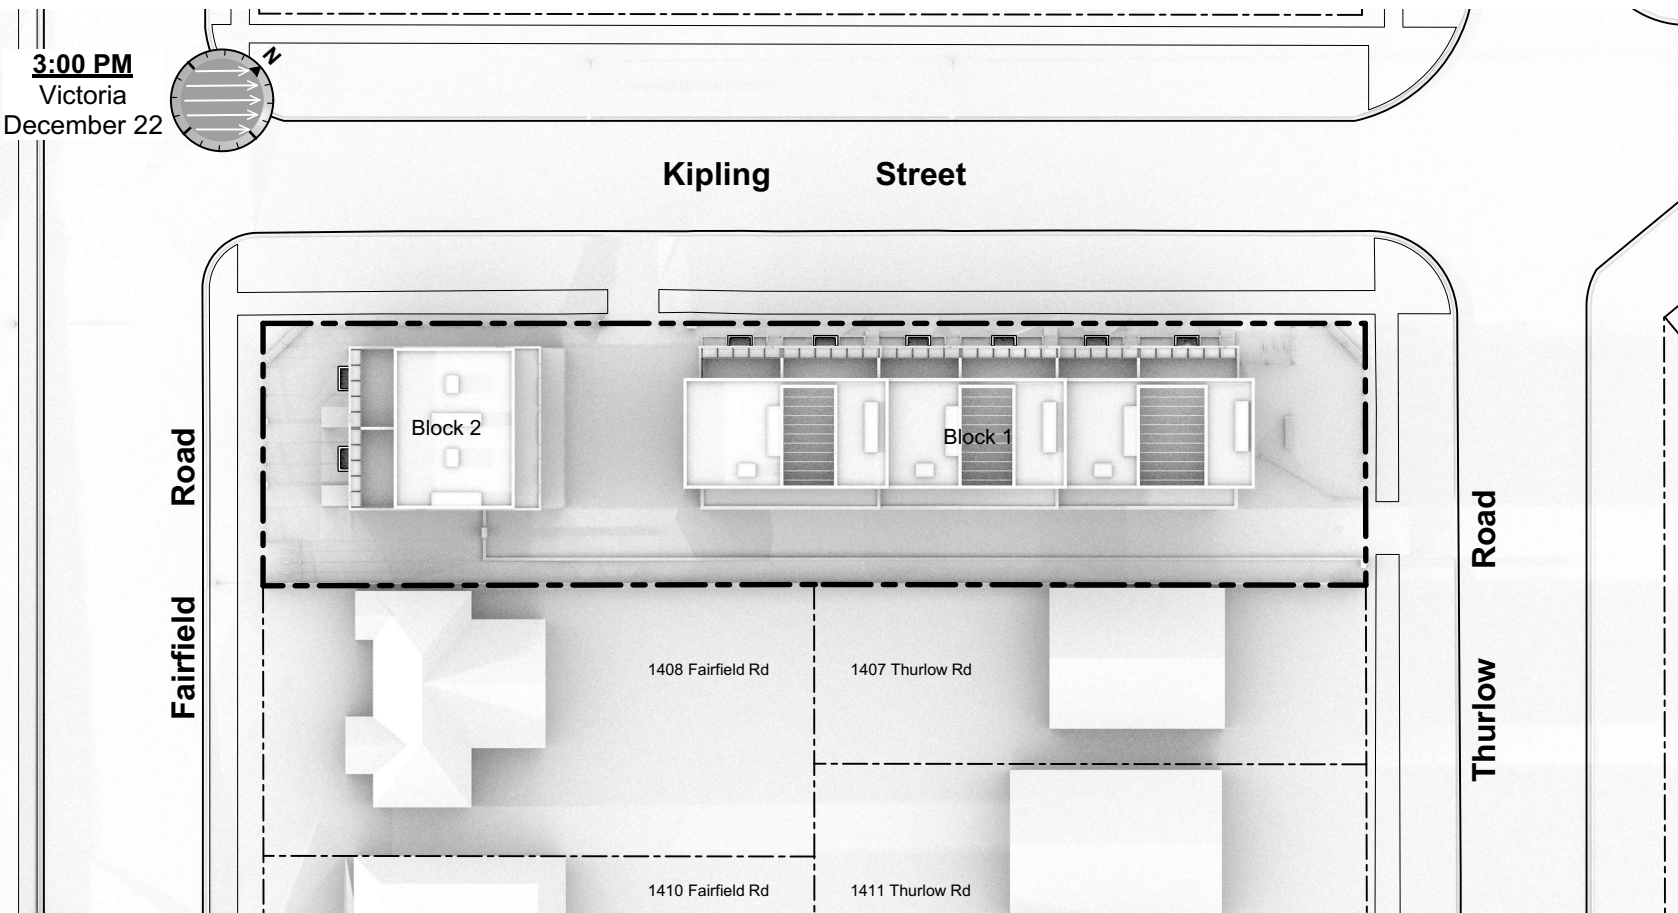 N
3:00 PM
Victoria
December 22
Kipling Street
Block 2
Block 1
Fairfield Road
Thurlow Road
1408 Fairfield Rd
1407 Thurlow Rd
1410 Fairfield Rd
1411 Thurlow Rd